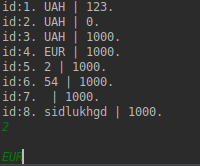 id:1. UAH | 123.
id:2. UAH | 0.
id:3. UAH | 1000.
id:4. EUR | 1000.
id:5. 2 | 1000.
id:6. 54 | 1000.
id:7.  | 1000.
id:8. sidlukhgd | 1000.
2
EUR